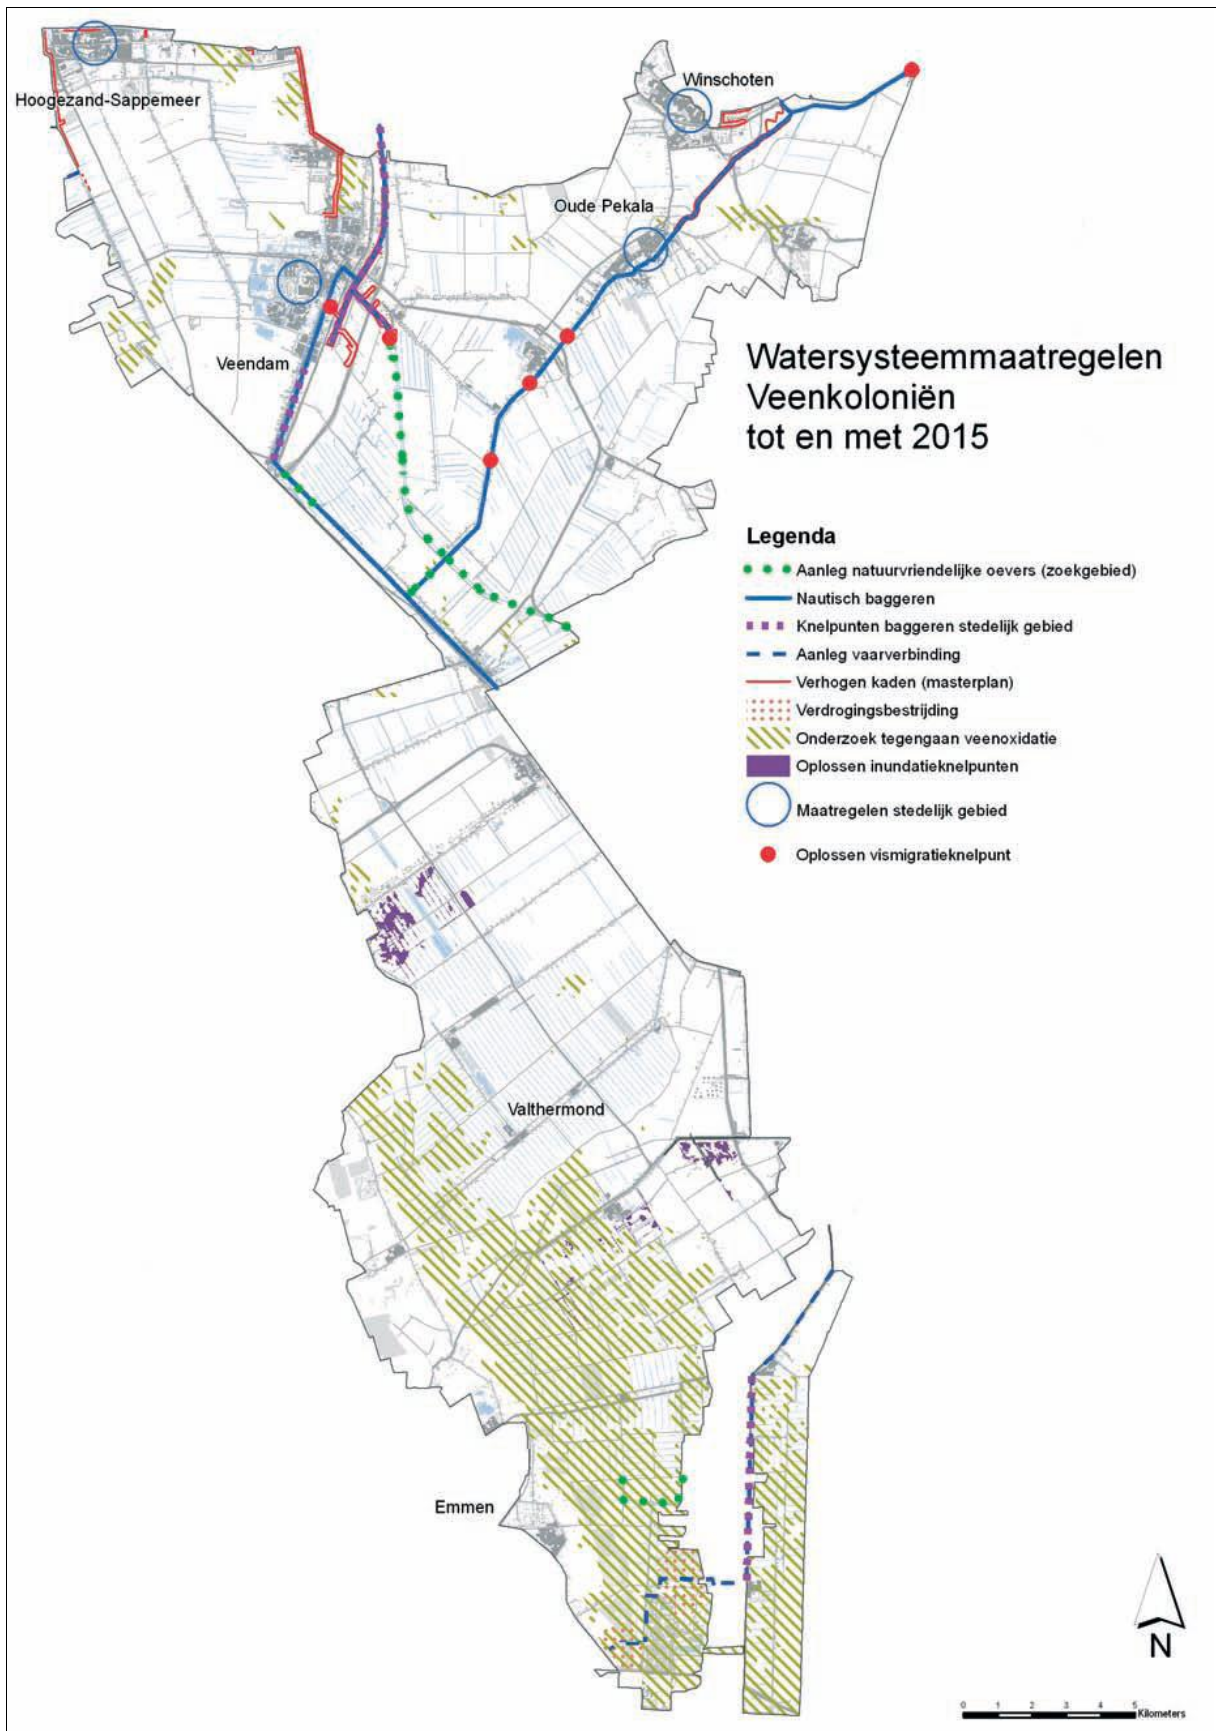 Hoogezand-Sappemeer
Winschoten
Oude Pekala
Veendam
Watersysteemmaatregelen
Veenkoloniën
tot en met 2015
Legenda
Aanleg natuurvriendelijke oevers (zoekgebied)
Nautisch baggeren
Knelpunten baggeren stedelijk gebied
Aanleg vaarverbinding
Verhogen kaden (masterplan)
Verdrogingsbestrijding
Onderzoek tegengaan veenoxidatie
Oplossen inundatieknelpunten
Maatregelen stedelijk gebied
Oplossen vismigratieknelpunt
Valthermond
Emmen
N
0 1 2 3 4 5
Kilometers